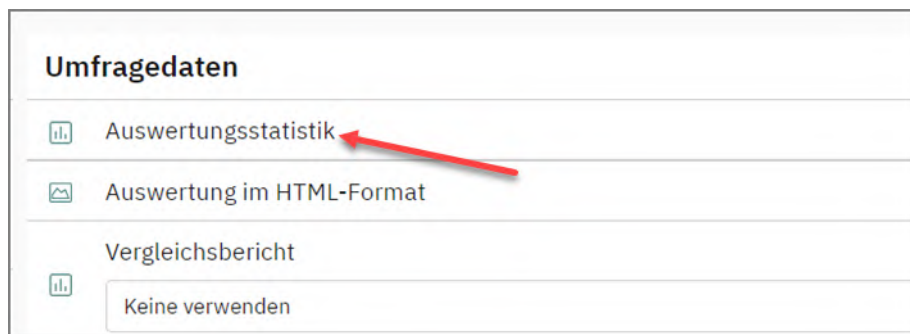 Umfragedaten
Auswertungsstatistik
Auswertung im HTML-Format
Vergleichsbericht
Keine verwenden